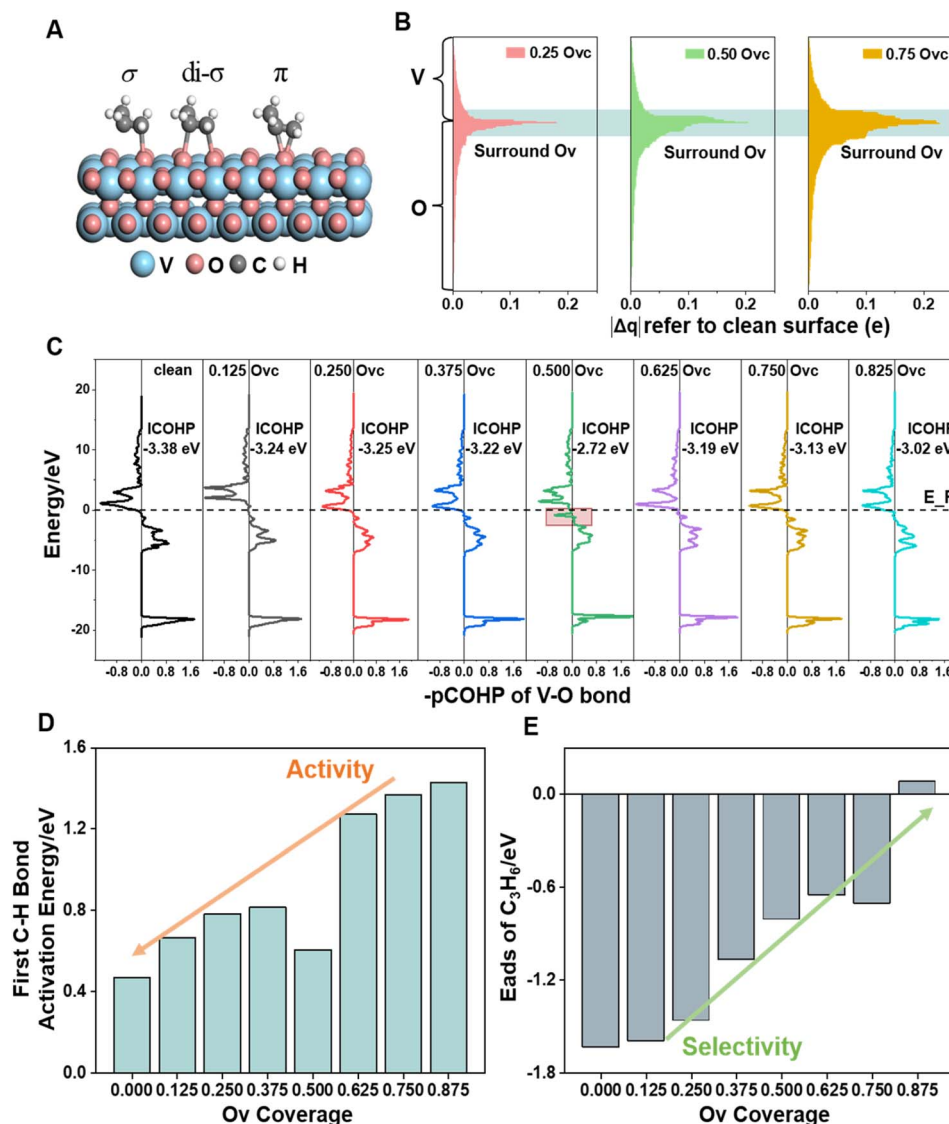 A
σ di-σ π
V O C H
B
V
O
0.25 Ovc
0.50 Ovc
0.75 Ovc
Surround Ov
Surround Ov
Surround Ov
0.0 0.1 0.2
0.0 0.1 0.2
0.0 0.1 0.2
|Δq| refer to clean surface (e)
C
clean
0.125 Ovc
0.250 Ovc
0.375 Ovc
0.500 Ovc
0.625 Ovc
0.750 Ovc
0.825 Ovc
ICOHP
-3.38 eV
ICOHP
-3.24 eV
ICOHP
-3.25 eV
ICOHP
-3.22 eV
ICOHP
-2.72 eV
ICOHP
-3.19 eV
ICOHP
-3.13 eV
ICOHP
-3.02 eV
E_F
Energy/eV
20
10
0
-10
-20
-0.8 0.0 0.8 1.6
-0.8 0.0 0.8 1.6
-0.8 0.0 0.8 1.6
-0.8 0.0 0.8 1.6
-0.8 0.0 0.8 1.6
-0.8 0.0 0.8 1.6
-0.8 0.0 0.8 1.6
-0.8 0.0 0.8 1.6
-pCOHP of V-O bond
D
First C-H Bond
Activation Energy/eV
1.6
1.2
0.8
0.4
0.0
Activity
0.000 0.125 0.250 0.375 0.500 0.625 0.750 0.875
Ov Coverage
E
Eads of C₃H₆/eV
0.0
-0.6
-1.2
-1.8
Selectivity
0.000 0.125 0.250 0.375 0.500 0.625 0.750 0.875
Ov Coverage